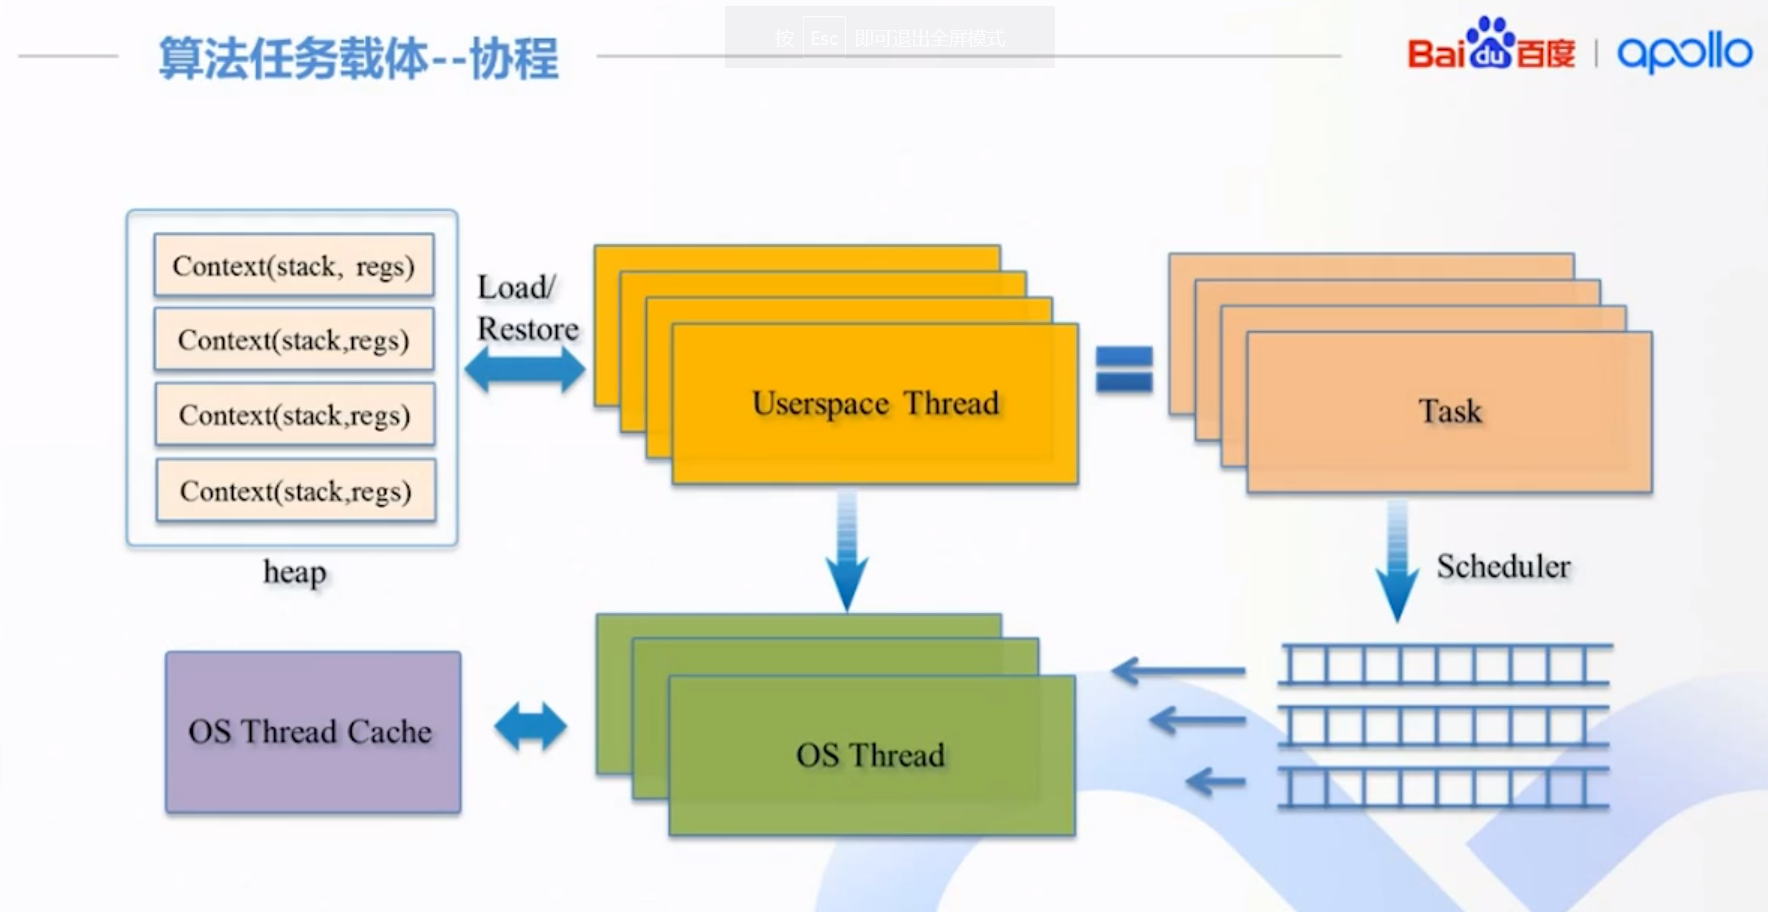 按 Esc 即可退出全屏模式
算法任务载体--协程
Bai du 百度 | apollo
Context(stack, regs)
Context(stack,regs)
Context(stack,regs)
Context(stack,regs)
heap
Load/
Restore
Userspace Thread
Task
Scheduler
OS Thread Cache
OS Thread